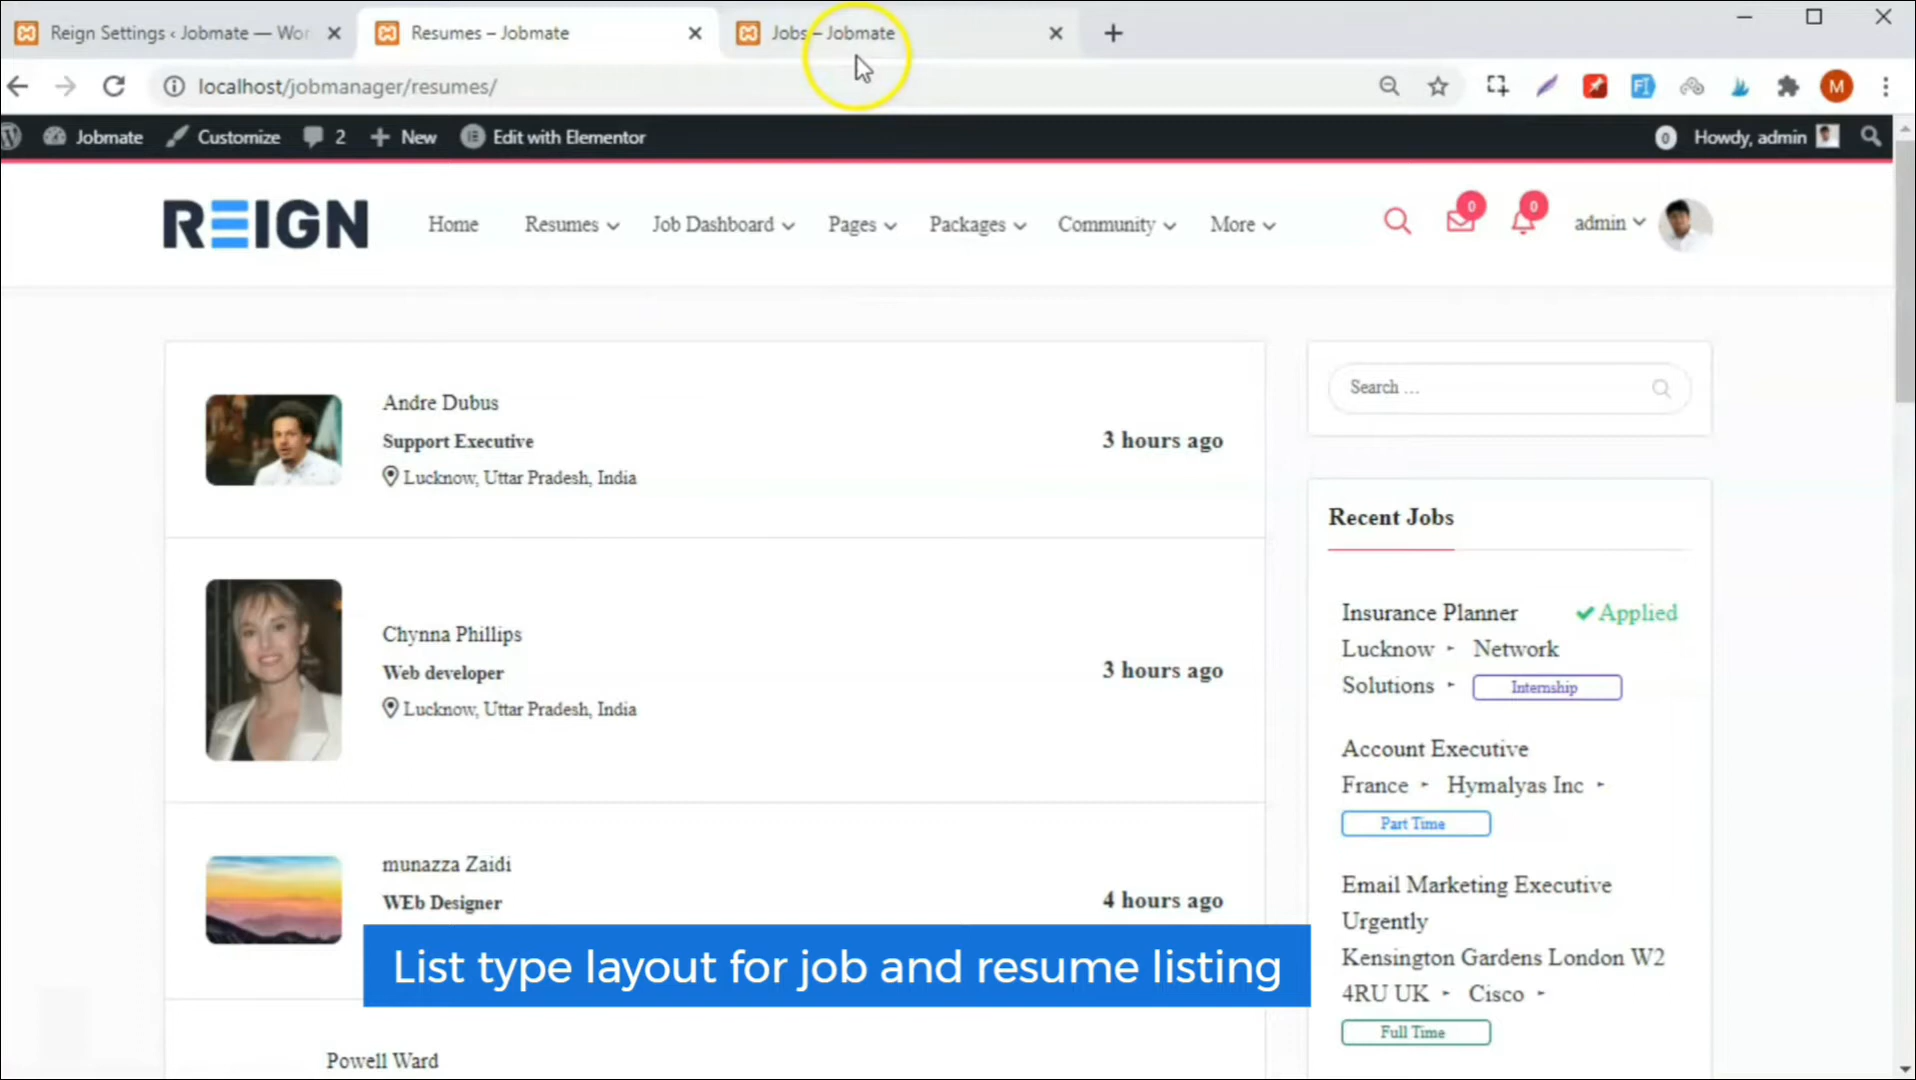 Reign Settings ‹ Jobmate — Wor
Resumes – Jobmate
Jobs – Jobmate
localhost/jobmanager/resumes/
M
Jobmate
Customize
2
New
Edit with Elementor
0
Howdy, admin
REIGN
Home
Resumes
Job Dashboard
Pages
Packages
Community
More
0
0
admin
Andre Dubus
Support Executive
Lucknow, Uttar Pradesh, India
3 hours ago
Chynna Phillips
Web developer
Lucknow, Uttar Pradesh, India
3 hours ago
munazza Zaidi
WEb Designer
4 hours ago
Powell Ward
Search ...
Recent Jobs
Insurance Planner
Applied
Lucknow - Network
Solutions -
Internship
Account Executive
France - Hymalyas Inc -
Part Time
Email Marketing Executive
Urgently
Kensington Gardens London W2
4RU UK - Cisco -
Full Time
List type layout for job and resume listing